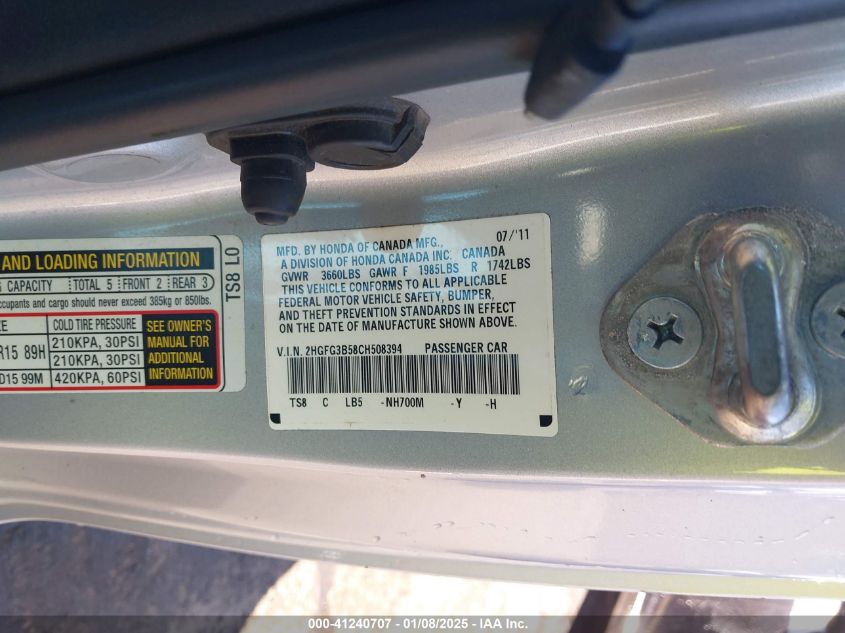 AND LOADING INFORMATION
G CAPACITY TOTAL 5 FRONT 2 REAR 3
ccupants and cargo should never exceed 385kg or 850lbs.
ZE COLD TIRE PRESSURE SEE OWNER'S MANUAL FOR ADDITIONAL INFORMATION
R15 89H 210KPA, 30PSI
210KPA, 30PSI
D15 99M 420KPA, 60PSI
TS8 L0
MFD. BY HONDA OF CANADA MFG., 07/'11
A DIVISION OF HONDA CANADA INC. CANADA
GVWR 3660LBS GAWR F 1985LBS R 1742LBS
THIS VEHICLE CONFORMS TO ALL APPLICABLE
FEDERAL MOTOR VEHICLE SAFETY, BUMPER,
AND THEFT PREVENTION STANDARDS IN EFFECT
ON THE DATE OF MANUFACTURE SHOWN ABOVE.
V.I.N. 2HGFG3B58CH508394 PASSENGER CAR
TS8 C LB5 -NH700M -Y -H
000-41240707 - 01/08/2025 - IAA Inc.